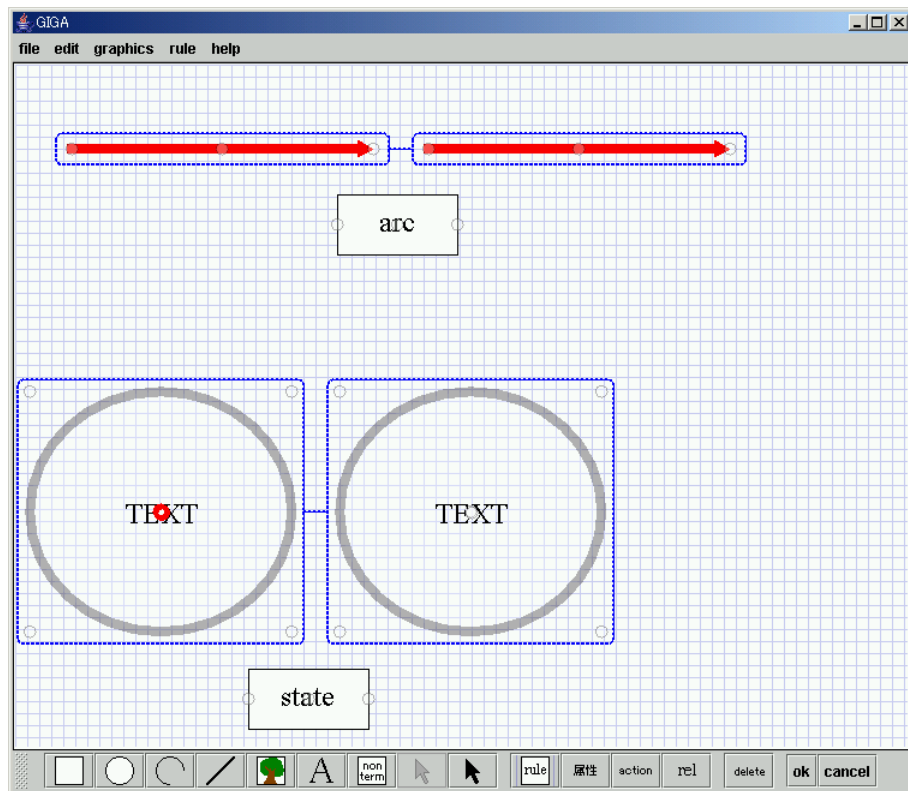 GIGA
file edit graphics rule help
arc
TEXT TEXT
state
A non term rule 属性 action rel delete ok cancel